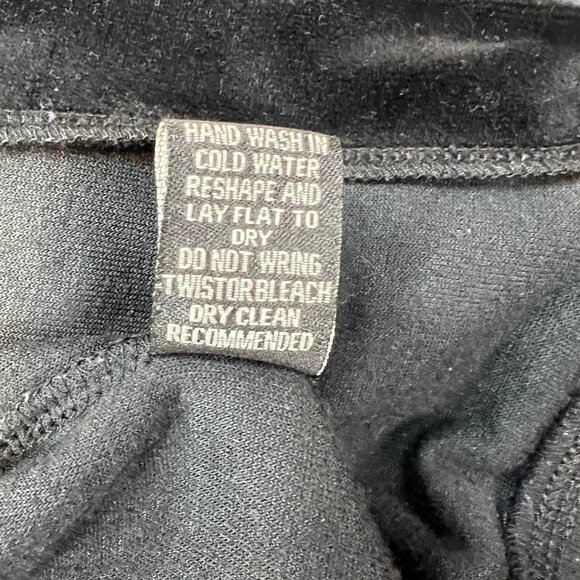 HAND WASH IN
COLD WATER
RESHAPE AND
LAY FLAT TO
DRY
DO NOT WRING
TWISTORBLEACH
DRY CLEAN
RECOMMENDED